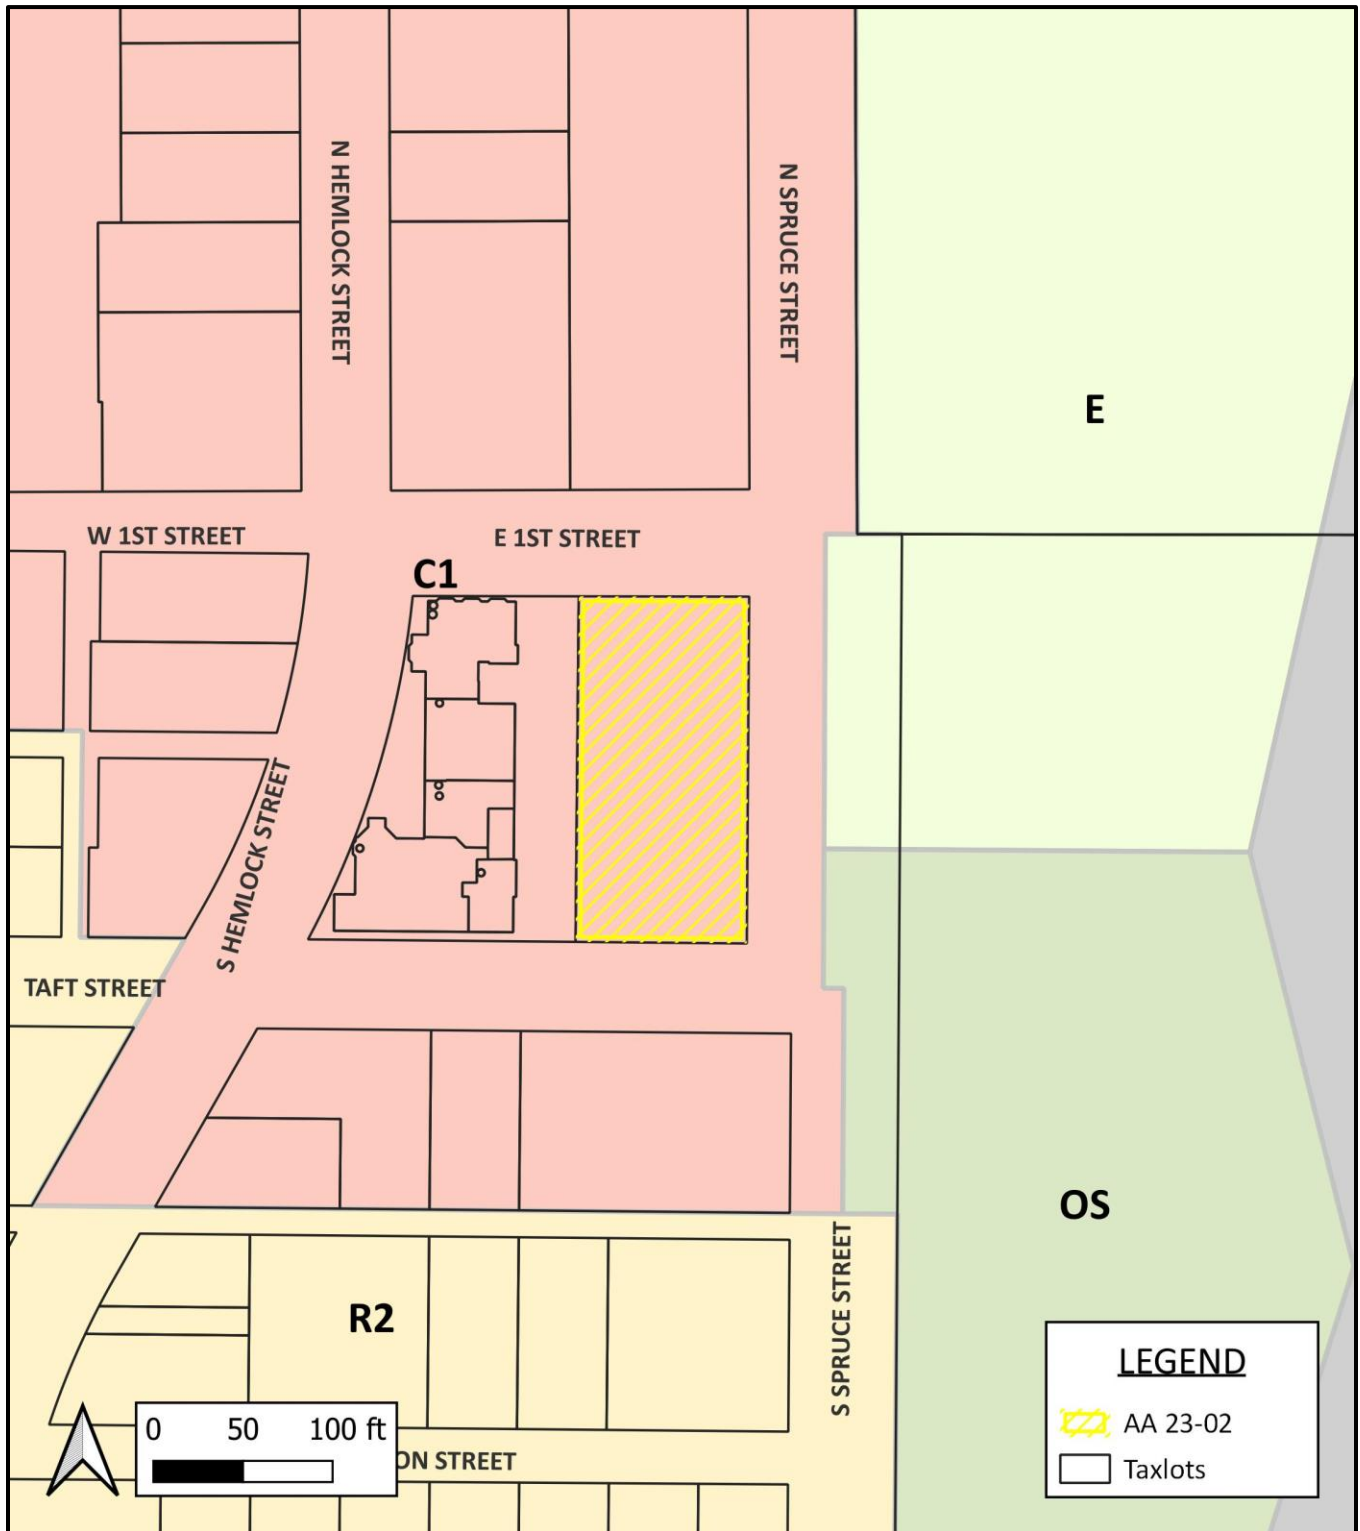 N HEMLOCK STREET
N SPRUCE STREET
E
W 1ST STREET
E 1ST STREET
C1
S HEMLOCK STREET
TAFT STREET
OS
R2
S SPRUCE STREET
LEGEND
AA 23-02
Taxlots
0 50 100 ft
ON STREET